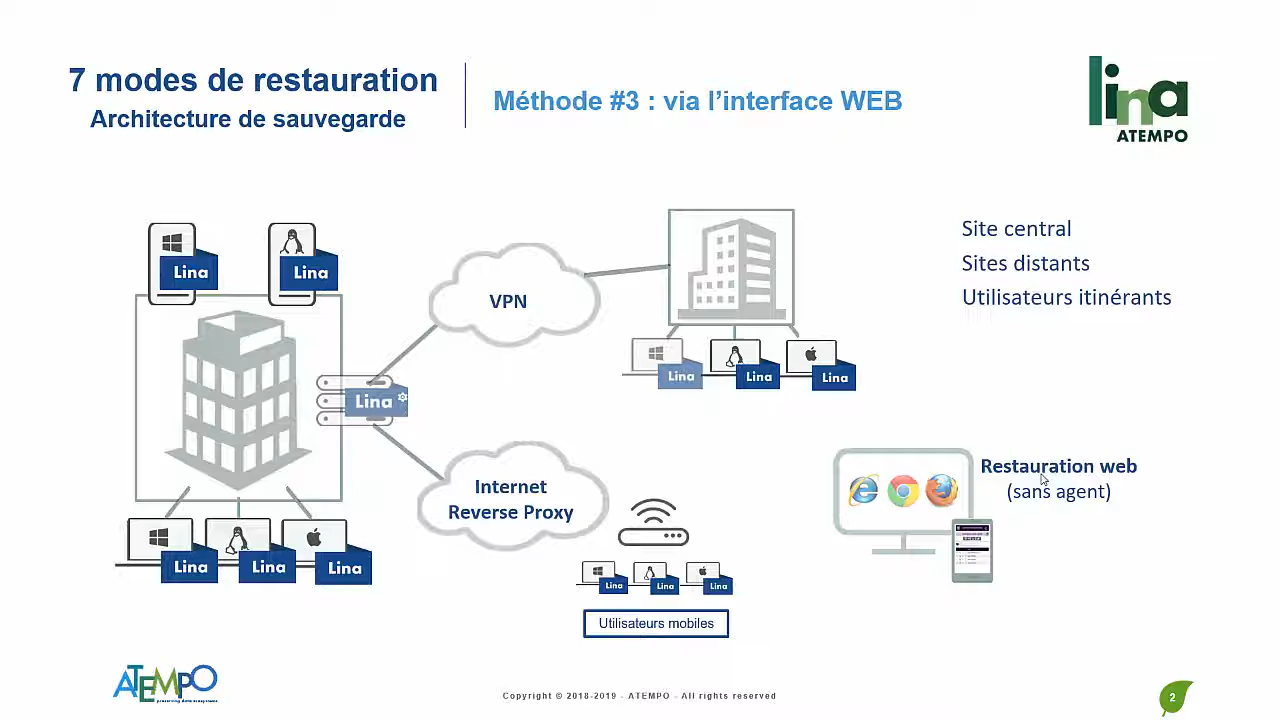 7 modes de restauration
Architecture de sauvegarde
Méthode #3 : via l'interface WEB
lina
ATEMPO
Lina
Lina
VPN
Site central
Sites distants
Utilisateurs itinérants
Lina
Lina
Lina
Lina
Internet
Reverse Proxy
Restauration web
(sans agent)
Lina
Lina
Lina
Lina
Lina
Lina
Utilisateurs mobiles
ATEMPO
Copyright © 2018-2019 - ATEMPO - All rights reserved
2